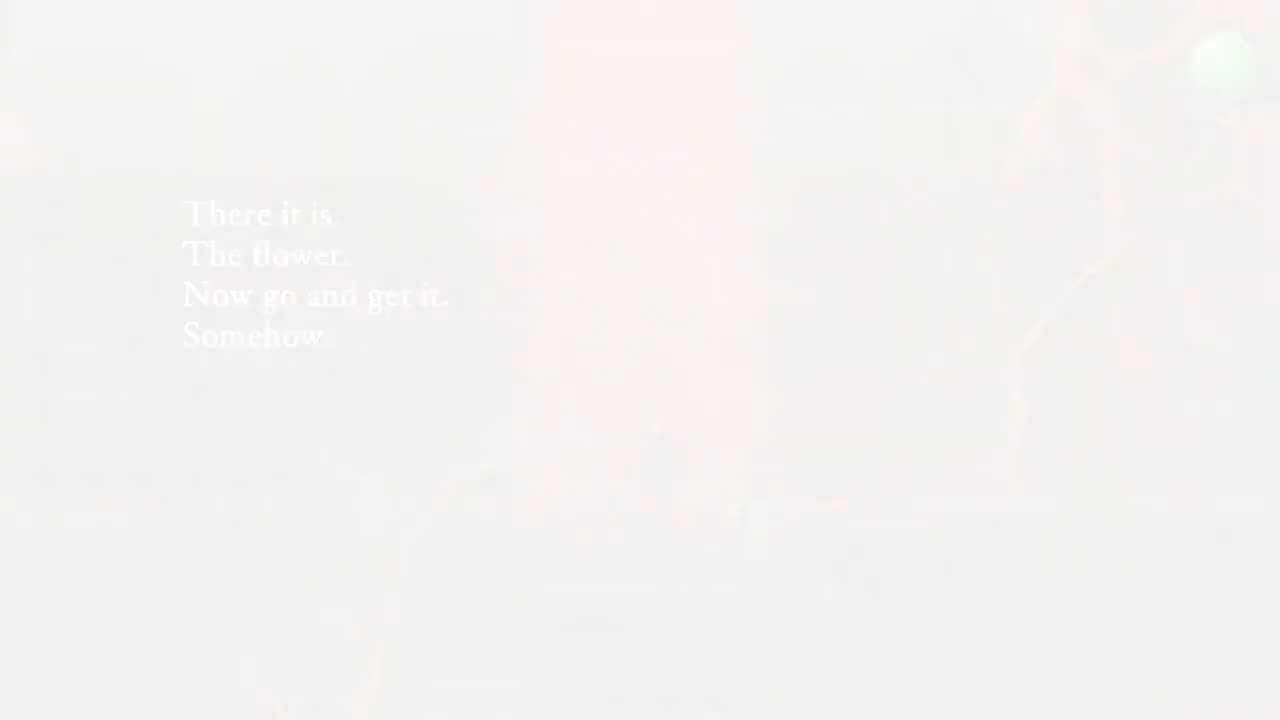 There it is.
The flower.
Now go and get it.
Somehow.